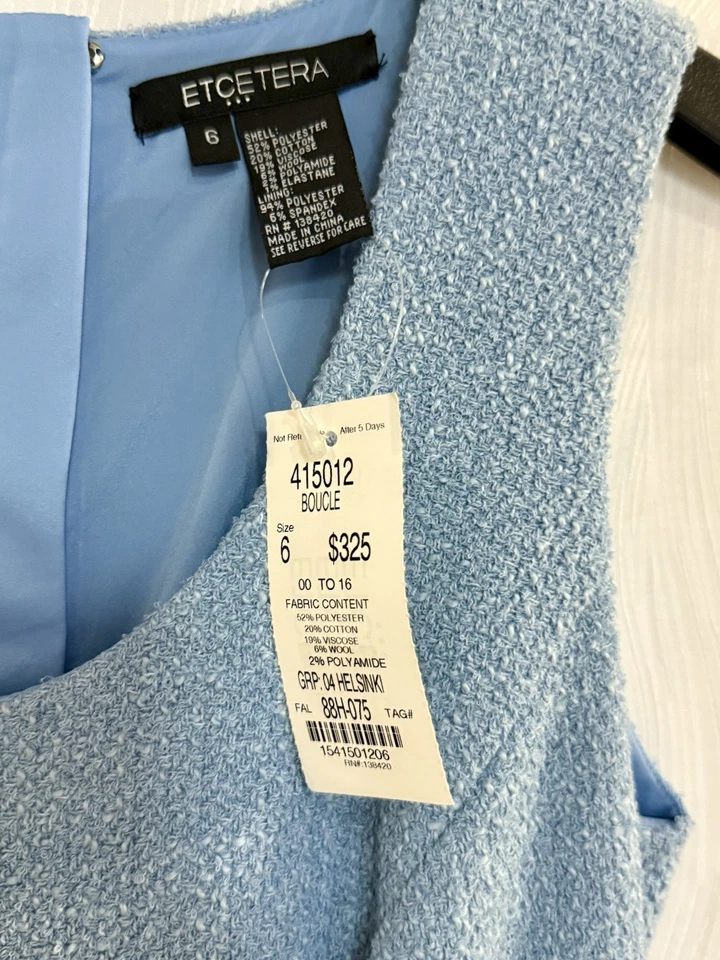 ETCETERA
6
SHELL:
52% POLYESTER
20% COTTON
19% VISCOSE
6% WOOL
2% POLYAMIDE
1% ELASTANE
LINING:
94% POLYESTER
6% SPANDEX
RN # 138420
MADE IN CHINA
SEE REVERSE FOR CARE
Not After 5 Days
415012
BOUCLE
Size
6 $325
00 TO 16
FABRIC CONTENT
52% POLYESTER
20% COTTON
19% VISCOSE
6% WOOL
2% POLYAMIDE
GRP: 04 HELSINKI
FAL 88H-075 TAG#
1541501206
RN#:138420